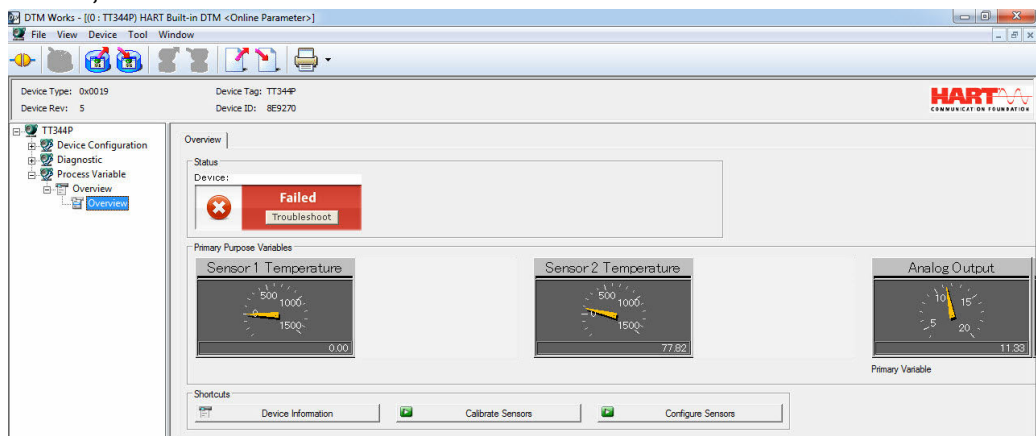 DTM Works - [(0 : TT344P) HART Built-in DTM <Online Parameter>]
File View Device Tool Window
Device Type: 0x0019 Device Tag: TT344P
Device Rev: 5 Device ID: 8E9270
HART
COMMUNICATION FOUNDATION
TT344P
Device Configuration
Diagnostic
Process Variable
Overview
Overview
Overview
Status
Device:
Failed
Troubleshoot
Primary Purpose Variables
Sensor 1 Temperature
0
500
1000
1500
0.00
Sensor 2 Temperature
0
500
1000
1500
77.82
Analog Output
5
10
15
20
11.33
Primary Variable
Shortcuts
Device Information
Calibrate Sensors
Configure Sensors